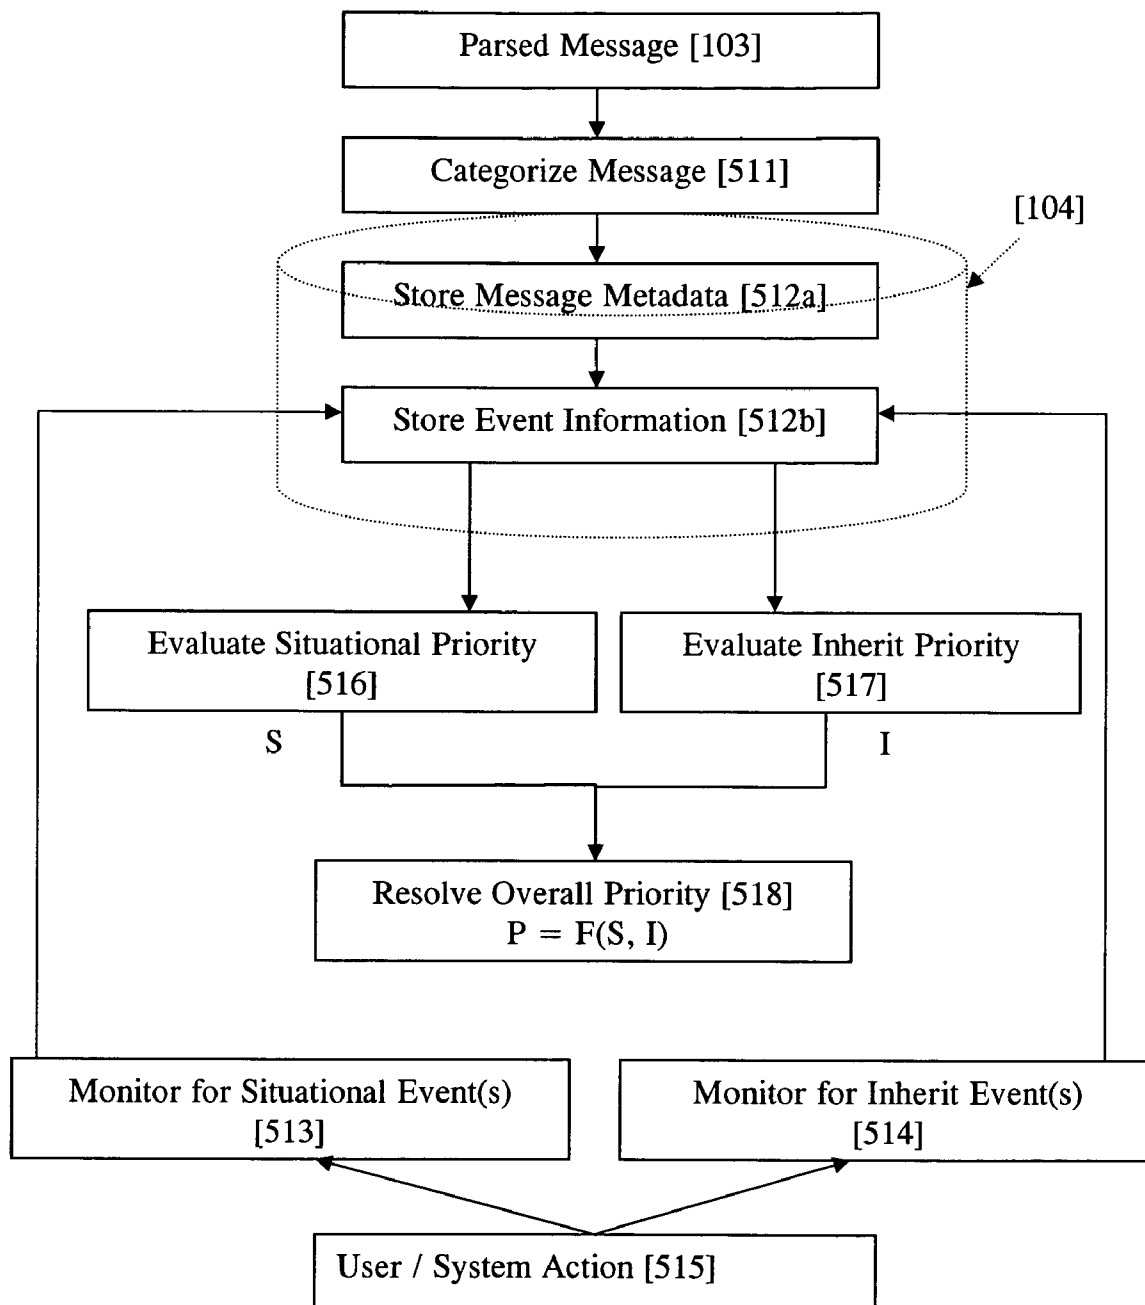 Parsed Message [103]
Categorize Message [511]
[104]
Store Message Metadata [512a]
Store Event Information [512b]
Evaluate Situational Priority
[516]
Evaluate Inherit Priority
[517]
S
I
Resolve Overall Priority [518]
P = F(S, I)
Monitor for Situational Event(s)
[513]
Monitor for Inherit Event(s)
[514]
User / System Action [515]